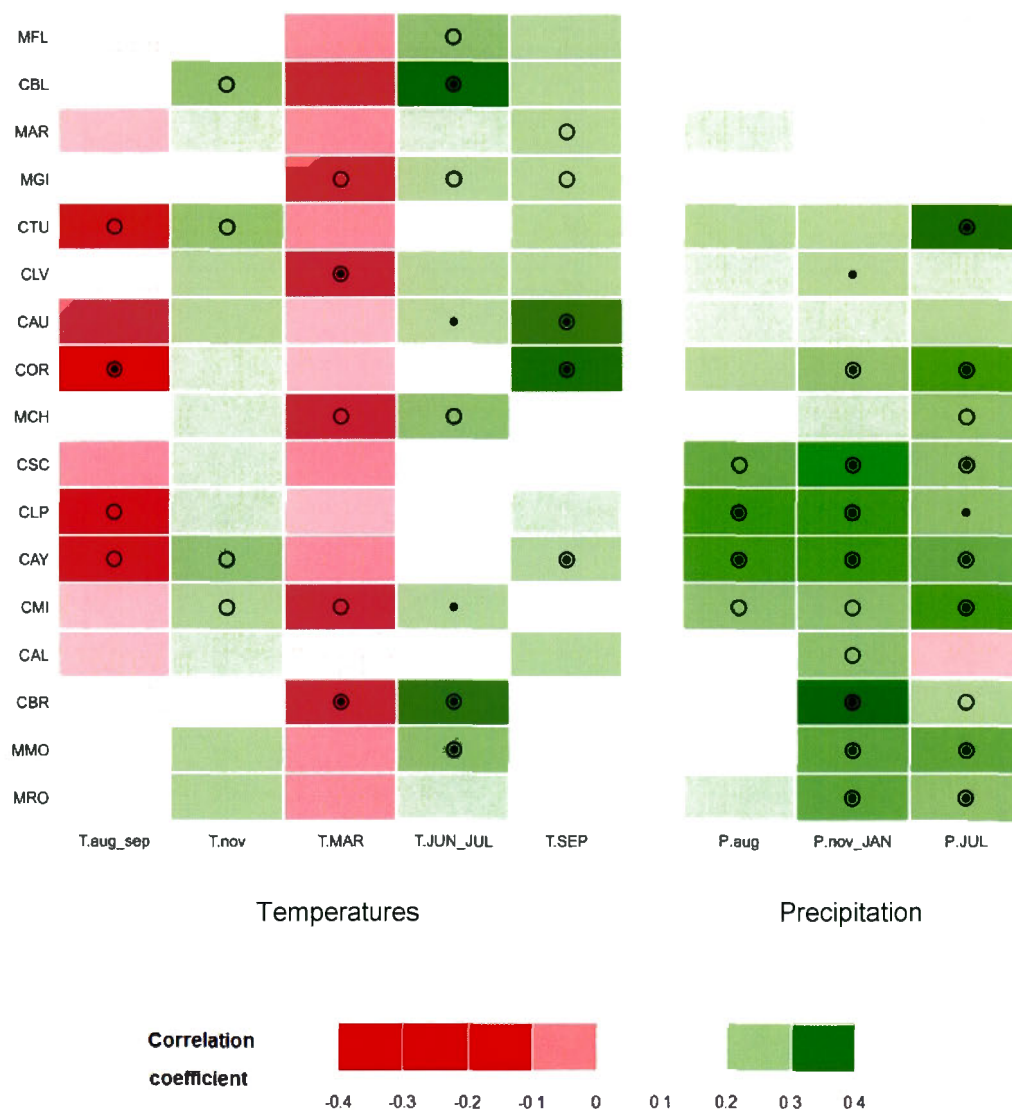 MFL
CBL
MAR
MGI
CTU
CLV
CAU
COR
MCH
CSC
CLP
CAY
CMI
CAL
CBR
MMO
MRO
T.aug_sep T.nov T.MAR T.JUN_JUL T.SEP P.aug P.nov_JAN P.JUL
Temperatures Precipitation
Correlation
coefficient
-0.4 -0.3 -0.2 -0 1 0 0 1 0.2 0 3 0 4